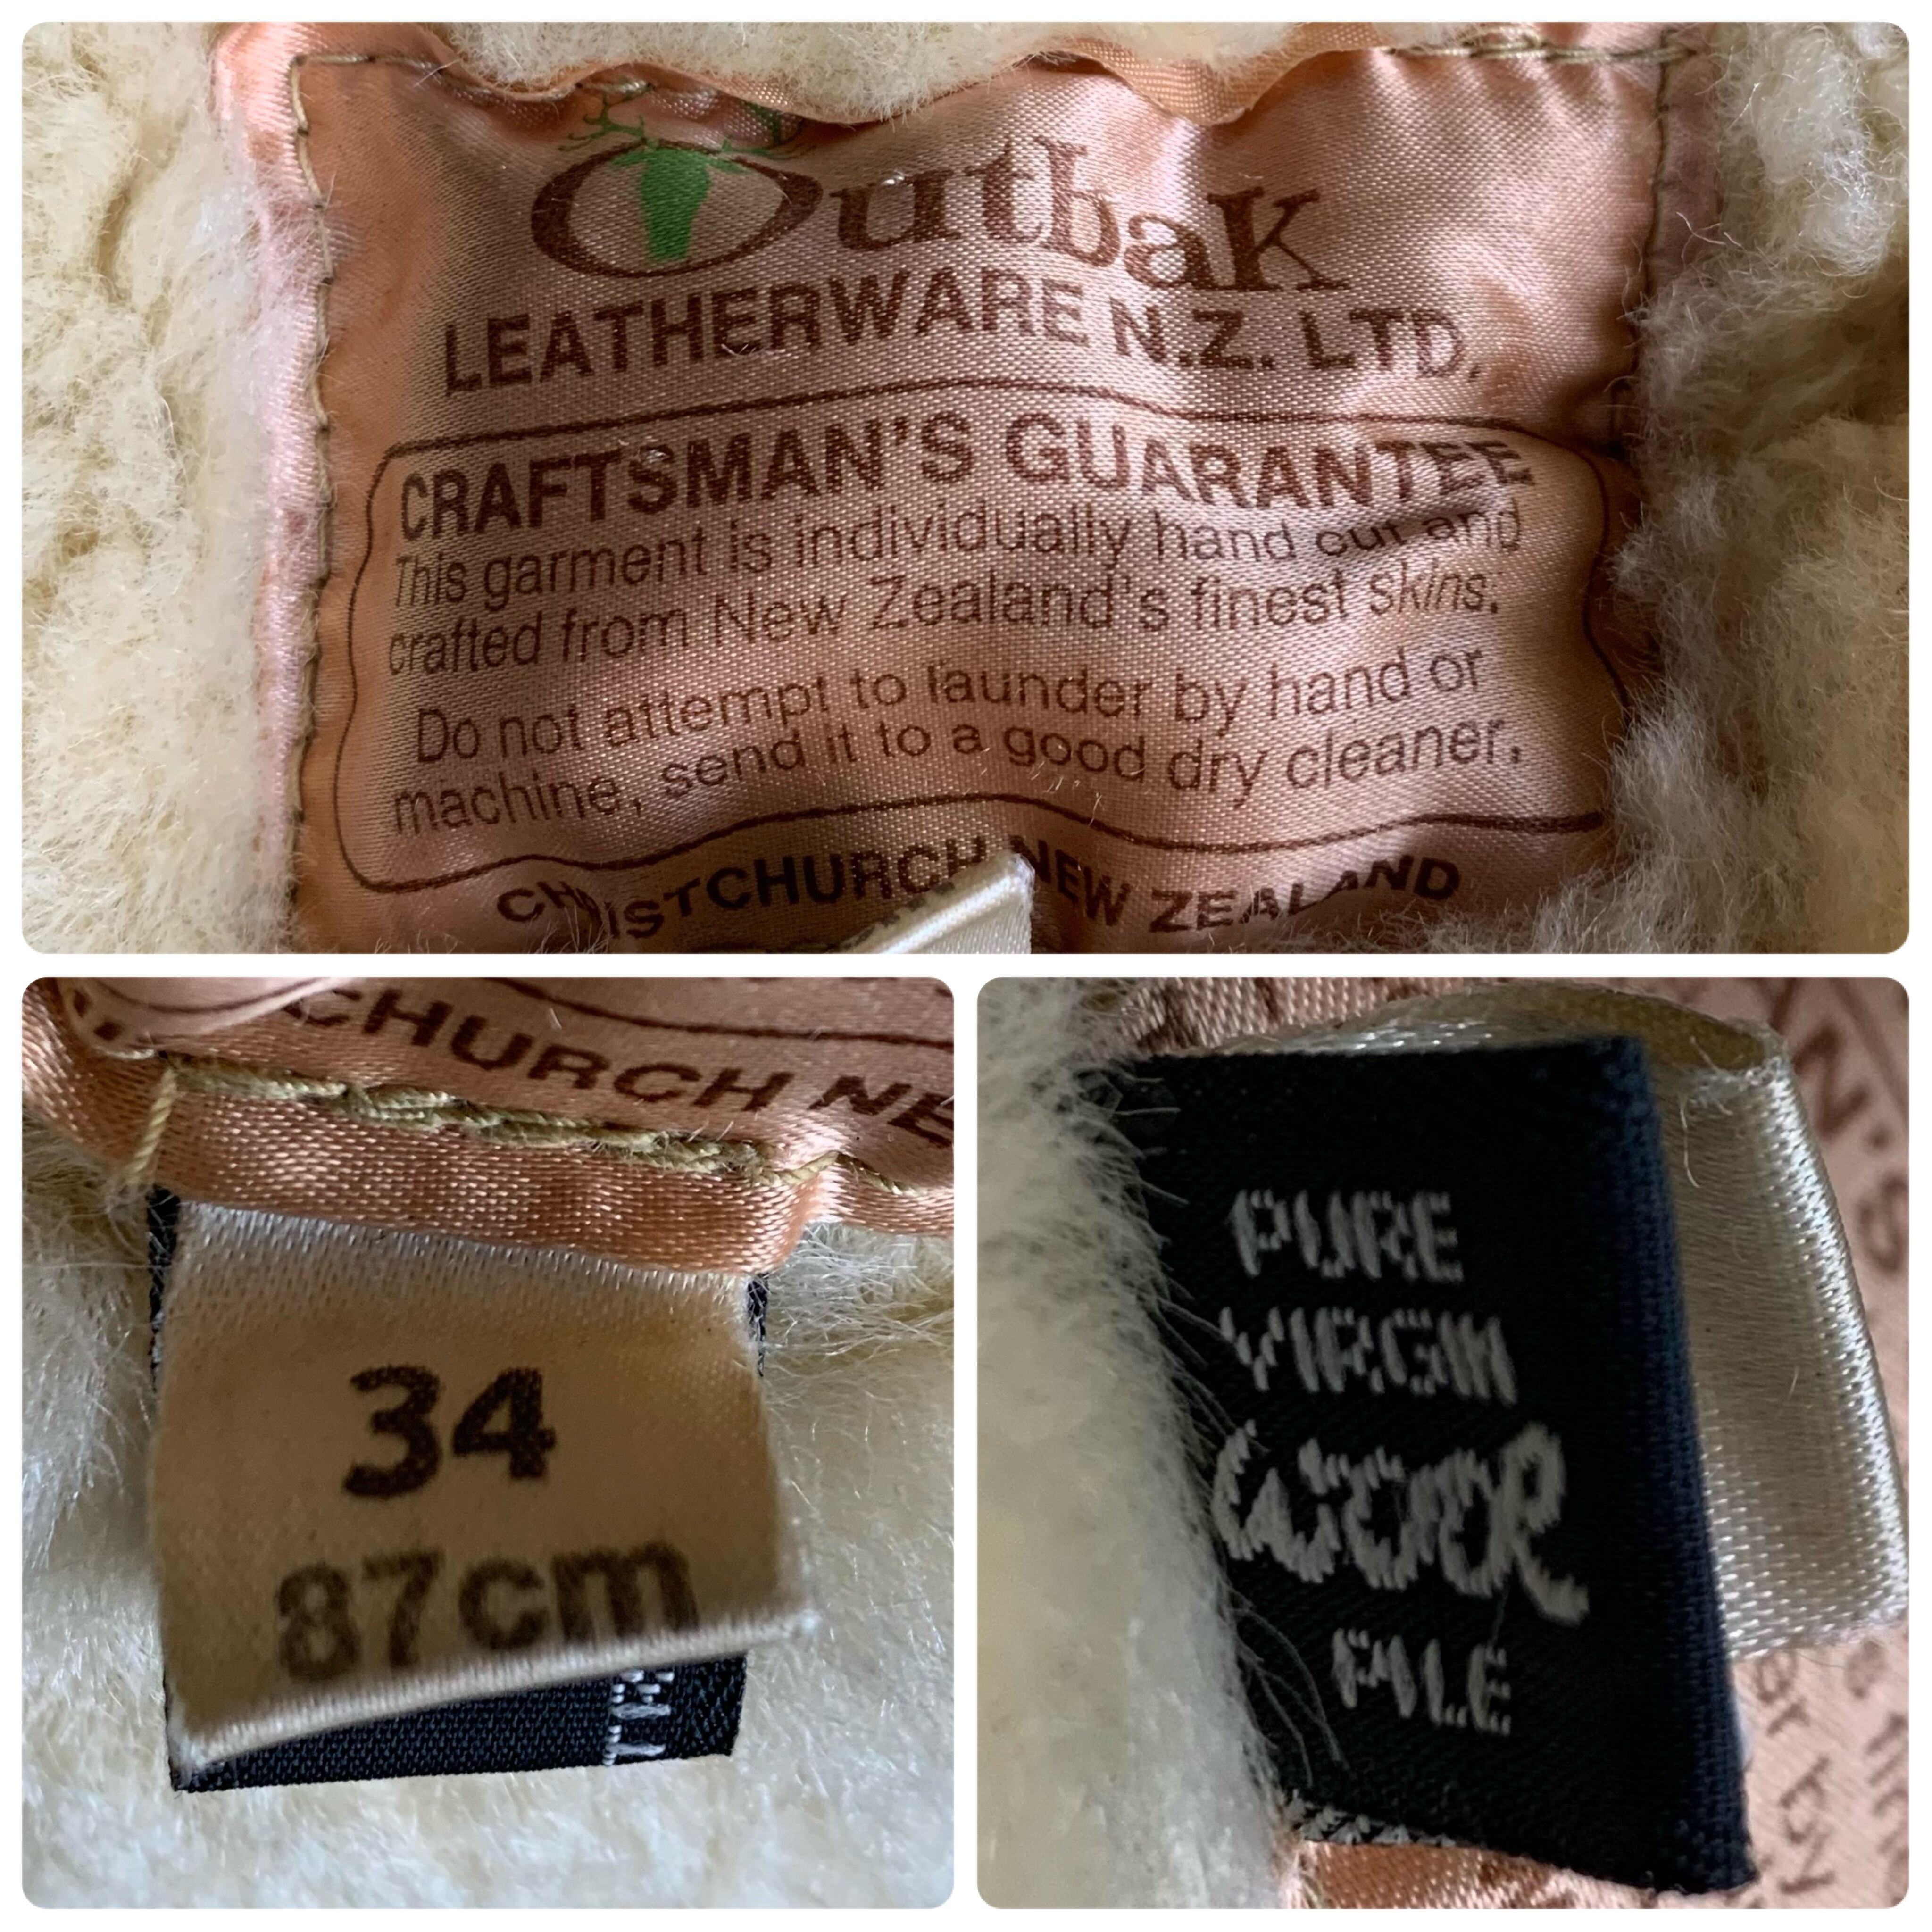 Outbak
LEATHERWARE N.Z. LTD.
CRAFTSMAN'S GUARANTEE
This garment is individually hand cut and
crafted from New Zealand's finest skins.
Do not attempt to launder by hand or
machine, send it to a good dry cleaner.
CHRISTCHURCH NEW ZEALAND
CHURCH NE
34
87cm
PURE
VIRGIN
WOOL
PILE
N'S
or by